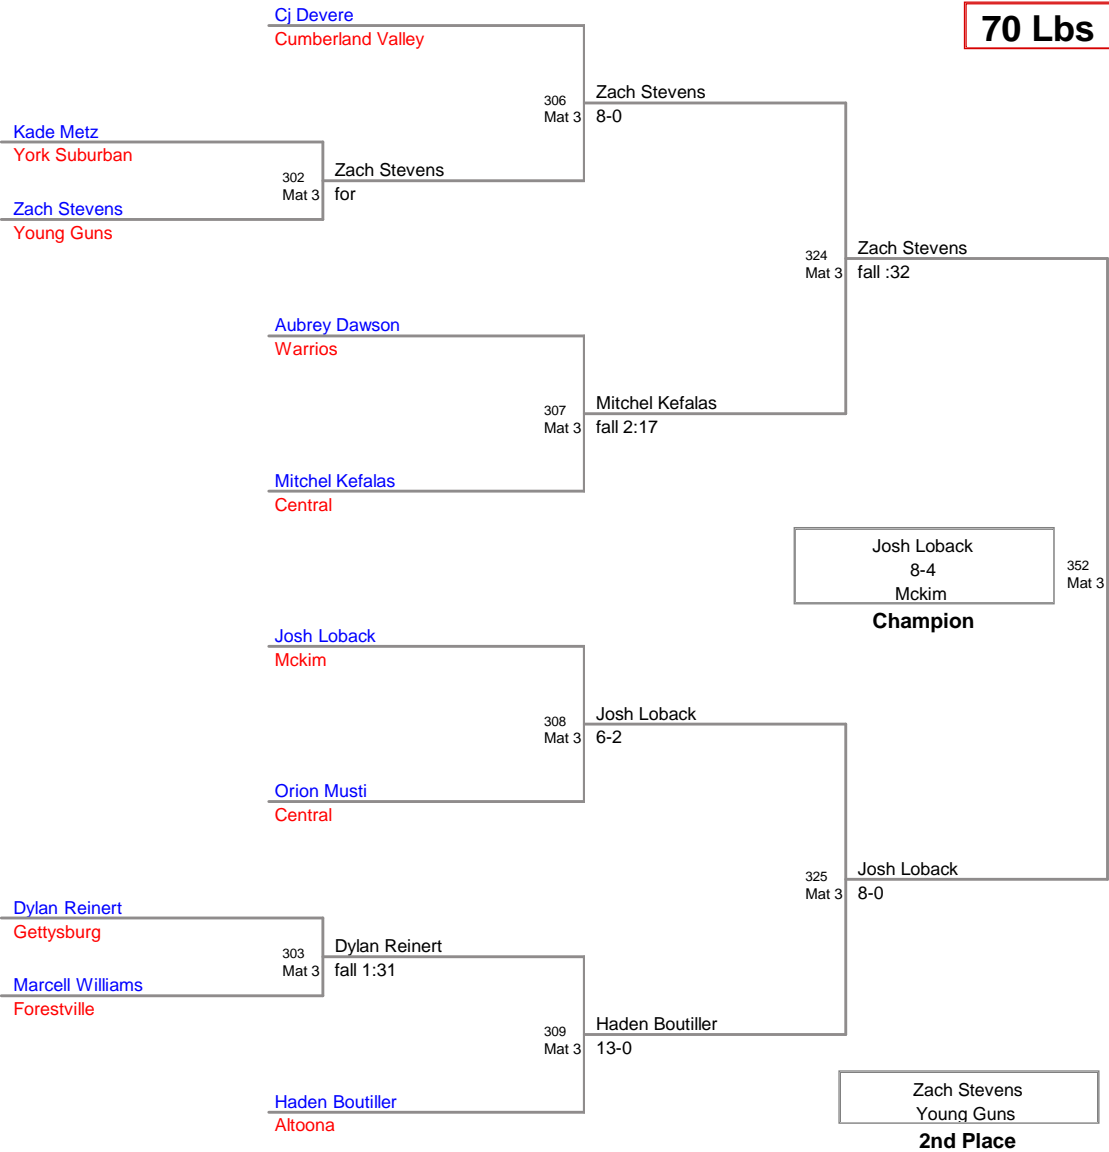 Cj Devere
Cumberland Valley
70 Lbs
306
Mat 3
Zach Stevens
8-0
Kade Metz
York Suburban
302
Mat 3
Zach Stevens
for
Zach Stevens
Young Guns
324
Mat 3
Zach Stevens
fall :32
Aubrey Dawson
Warrios
307
Mat 3
Mitchel Kefalas
fall 2:17
Mitchel Kefalas
Central
Josh Loback
8-4
Mckim
Champion
352
Mat 3
Josh Loback
Mckim
308
Mat 3
Josh Loback
6-2
Orion Musti
Central
325
Mat 3
Josh Loback
8-0
Dylan Reinert
Gettysburg
303
Mat 3
Dylan Reinert
fall 1:31
Marcell Williams
Forestville
309
Mat 3
Haden Boutiller
13-0
Haden Boutiller
Altoona
Zach Stevens
Young Guns
2nd Place